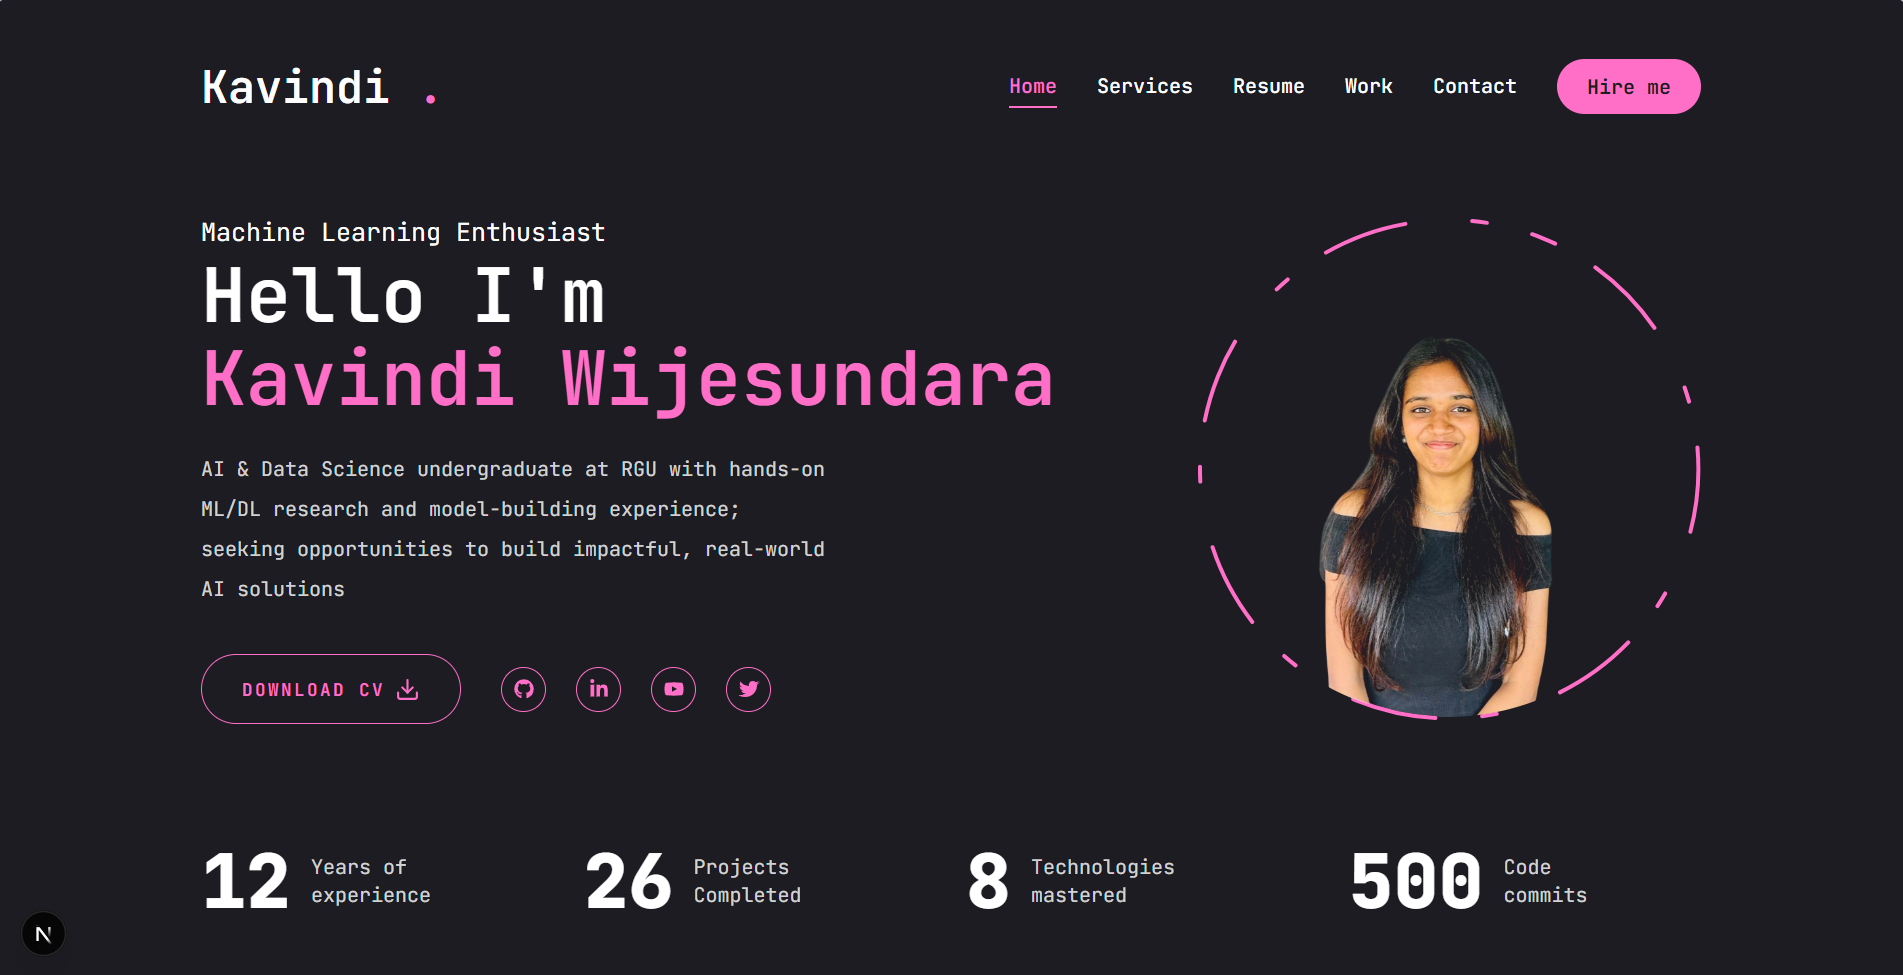 Kavindi .
Home Services Resume Work Contact Hire me
Machine Learning Enthusiast
Hello I'm
Kavindi Wijesundara
AI & Data Science undergraduate at RGU with hands-on
ML/DL research and model-building experience;
seeking opportunities to build impactful, real-world
AI solutions
DOWNLOAD CV
in
12 Years of
experience
26 Projects
Completed
8 Technologies
mastered
500 Code
commits
N